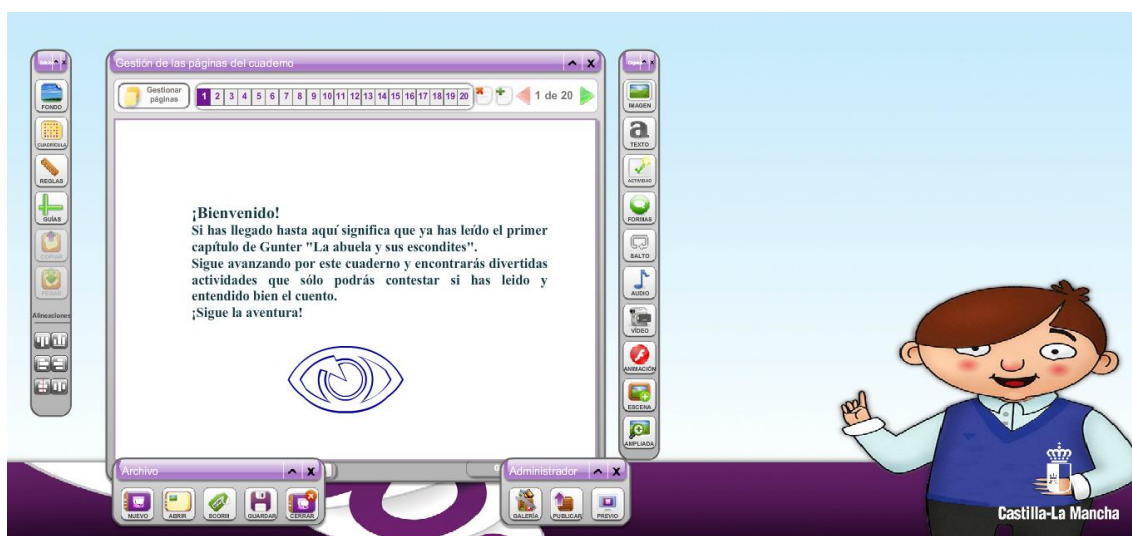 Gestión de las páginas del cuaderno
Gestionar páginas
1 2 3 4 5 6 7 8 9 10 11 12 13 14 15 16 17 18 19 20
1 de 20
FONDO
CUADRÍCULA
REGLAS
GUÍAS
COPIAR
PEGAR
Alineaciones
¡Bienvenido!
Si has llegado hasta aquí significa que ya has leído el primer
capítulo de Gunter "La abuela y sus escondites".
Sigue avanzando por este cuaderno y encontrarás divertidas
actividades que sólo podrás contestar si has leido y
entendido bien el cuento.
¡Sigue la aventura!
IMAGEN
a
TEXTO
ACTIVIDAD
FORMAS
SALTO
AUDIO
VÍDEO
ANIMACIÓN
ESCENA
AMPLIADA
Archivo
NUEVO
ABRIR
GUARDAR
CERRAR
Administrador
GALERÍA
PUBLICAR
PREVIO
Castilla-La Mancha